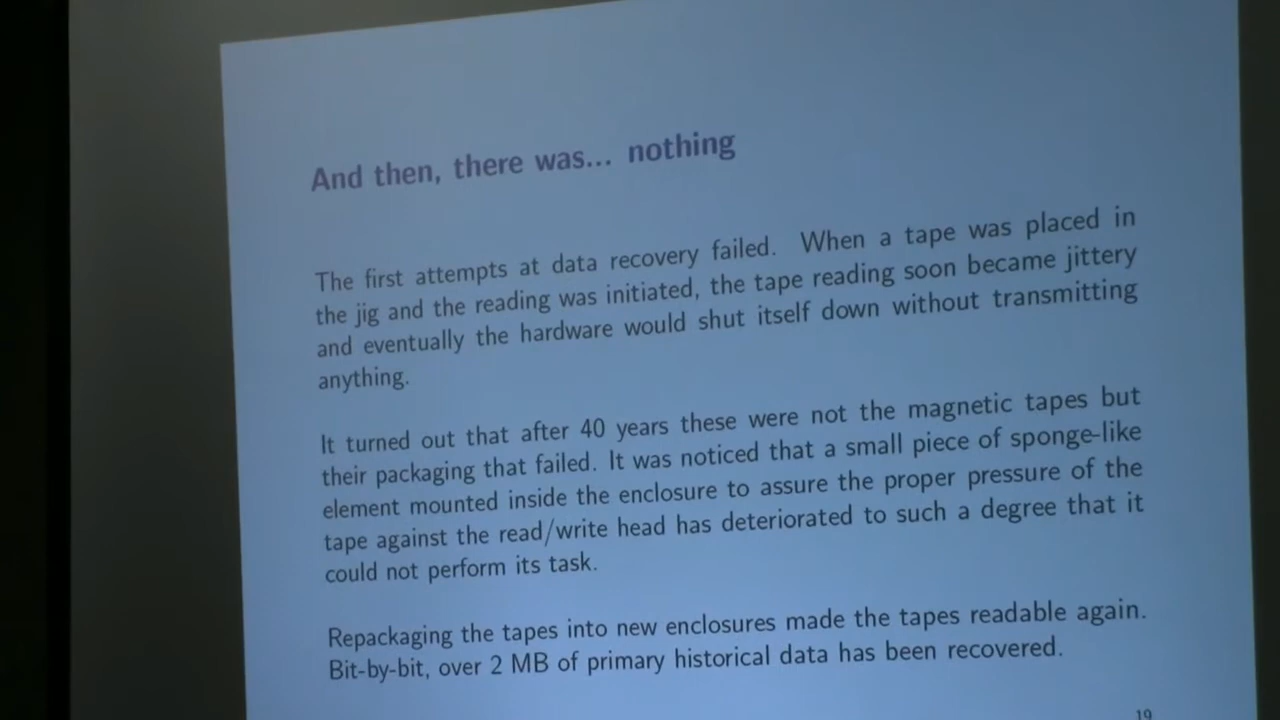 And then, there was... nothing
The first attempts at data recovery failed. When a tape was placed in
the jig and the reading was initiated, the tape reading soon became jittery
and eventually the hardware would shut itself down without transmitting
anything.
It turned out that after 40 years these were not the magnetic tapes but
their packaging that failed. It was noticed that a small piece of sponge-like
element mounted inside the enclosure to assure the proper pressure of the
tape against the read/write head has deteriorated to such a degree that it
could not perform its task.
Repackaging the tapes into new enclosures made the tapes readable again.
Bit-by-bit, over 2 MB of primary historical data has been recovered.
19